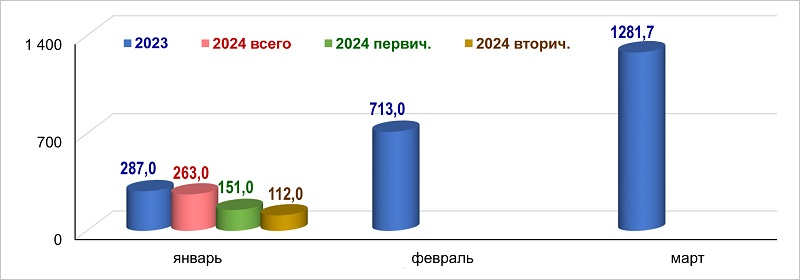 1281,7
1 400
2023 2024 всего 2024 первич. 2024 вторич.
713,0
700
287,0 263,0 151,0 112,0
0
январь февраль март